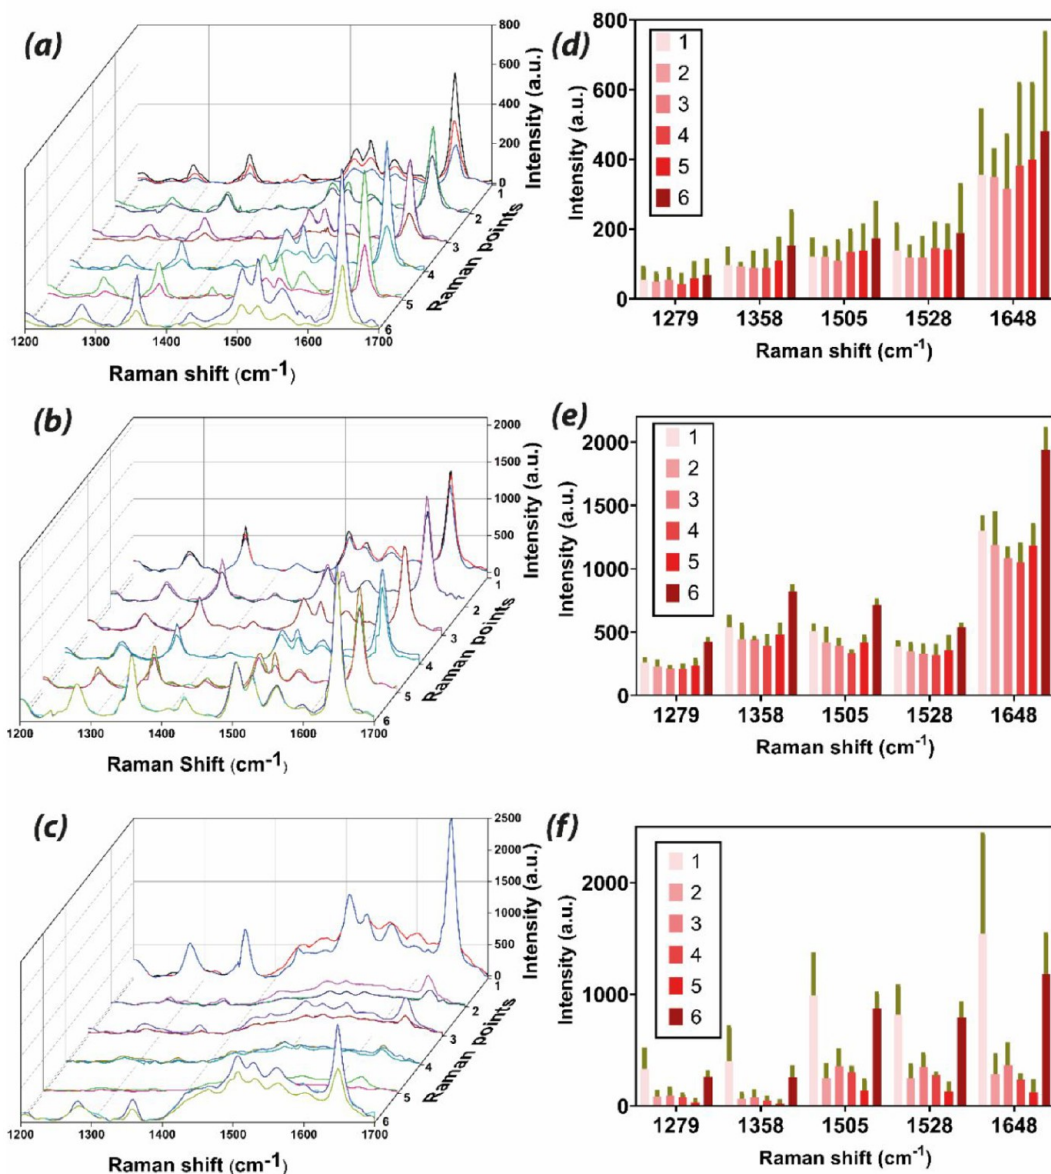 (a)
800
600
400
200
0
Intensity (a.u.)
1
2
3
4
5
6
Raman points
1200 1300 1400 1500 1600 1700
Raman shift (cm-1)
(d)
800
600
400
200
0
Intensity (a.u.)
1
2
3
4
5
6
1279 1358 1505 1528 1648
Raman shift (cm-1)
(b)
2000
1500
1000
500
0
Intensity (a.u.)
1
2
3
4
5
6
Raman points
1200 1300 1400 1500 1600 1700
Raman Shift (cm-1)
(e)
2000
1500
1000
500
0
Intensity (a.u.)
1
2
3
4
5
6
1279 1358 1505 1528 1648
Raman shift (cm-1)
(c)
2500
2000
1500
1000
500
0
Intensity (a.u.)
1
2
3
4
5
6
Raman points
1200 1300 1400 1500 1600 1700
Raman shift (cm-1)
(f)
2000
1000
0
Intensity (a.u.)
1
2
3
4
5
6
1279 1358 1505 1528 1648
Raman shift (cm-1)